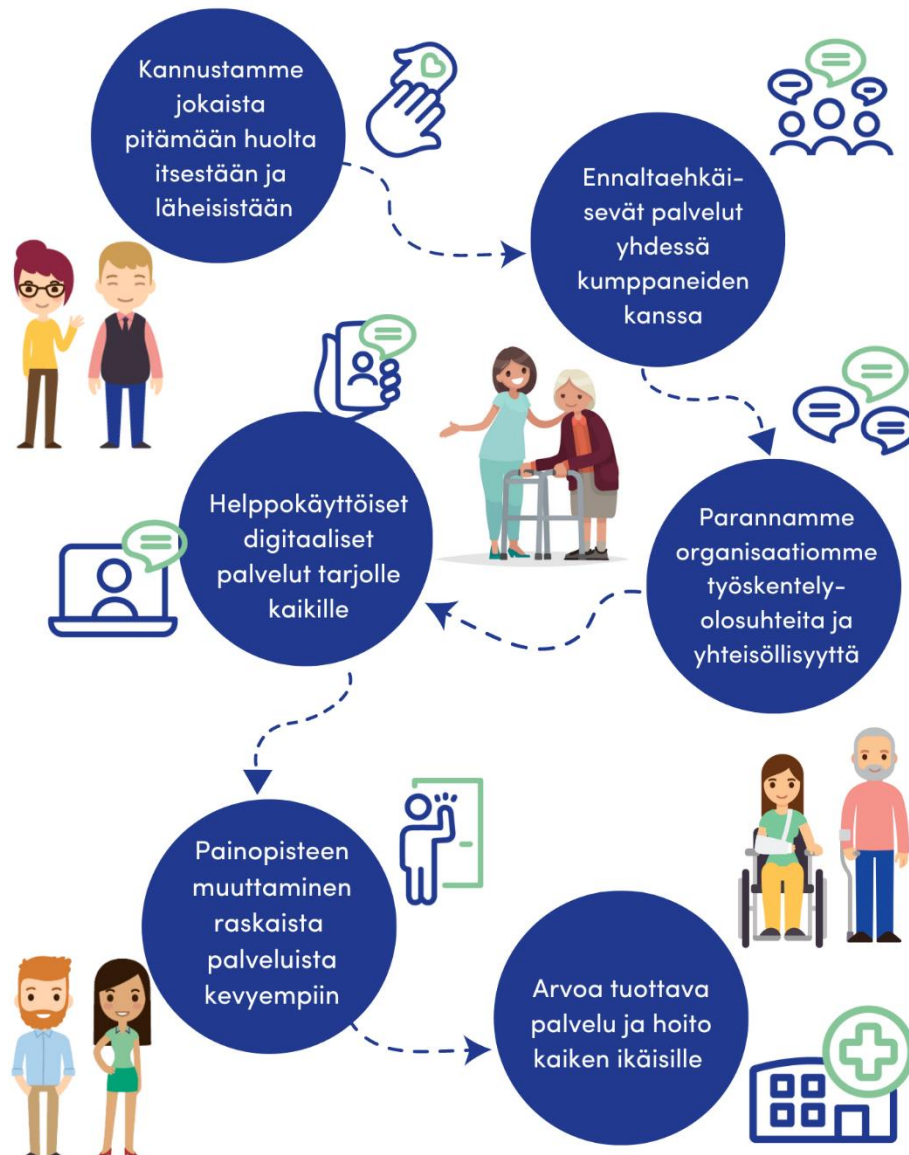 Kannustamme
jokaista
pitämään huolta
itsestään ja
läheisistään
Ennaltaehkäi-
sevät palvelut
yhdessä
kumppaneiden
kanssa
Parannamme
organisaatiomme
työskentely-
olosuhteita ja
yhteisöllisyyttä
Helppokäyttöiset
digitaaliset
palvelut tarjolle
kaikille
Painopisteen
muuttaminen
raskaista
palveluista
kevyempiin
Arvoa tuottava
palvelu ja hoito
kaiken ikäisille